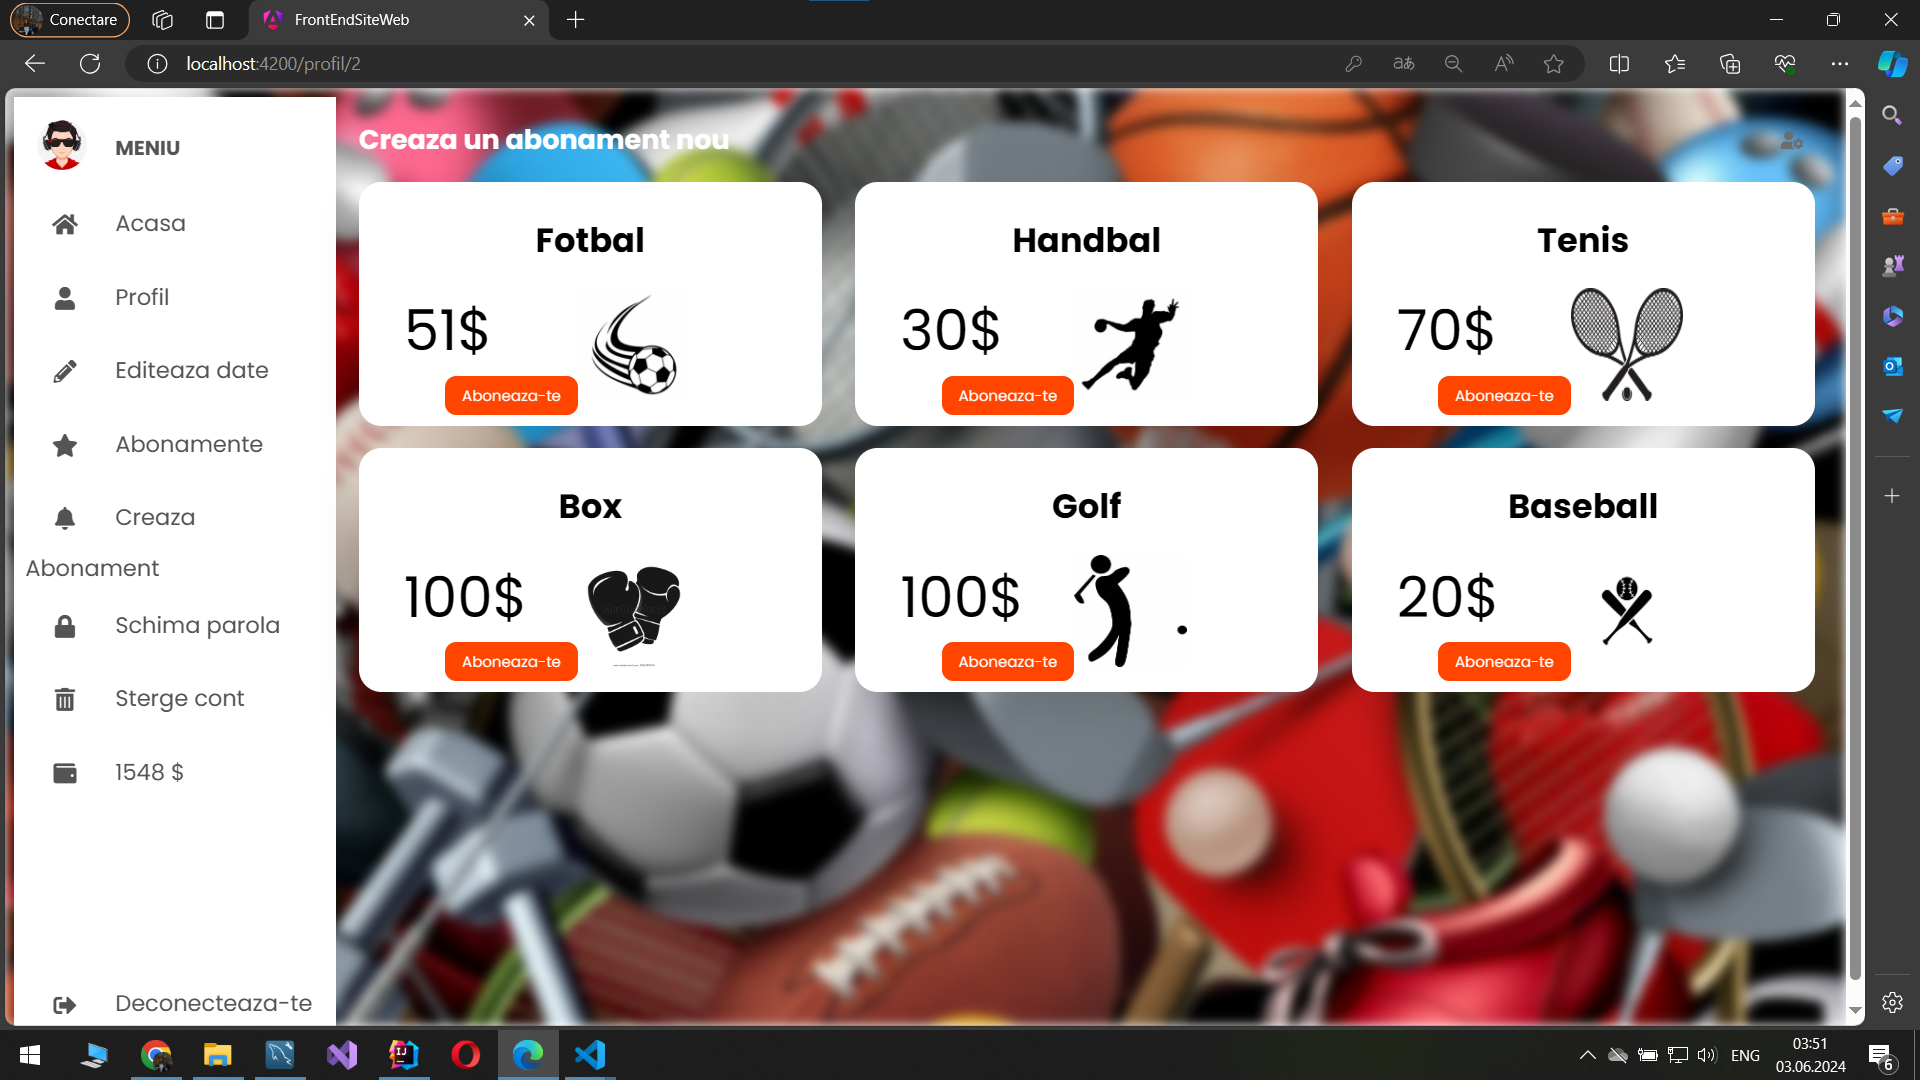 Conectare
FrontEndSiteWeb
localhost:4200/profil/2
MENIU
Acasa
Profil
Editeaza date
Abonamente
Creaza
Abonament
Schima parola
Sterge cont
1548 $
Deconecteaza-te
Creaza un abonament nou
Fotbal
51$
Aboneaza-te
Handbal
30$
Aboneaza-te
Tenis
70$
Aboneaza-te
Box
100$
Aboneaza-te
Golf
100$
Aboneaza-te
Baseball
20$
Aboneaza-te
ENG
03:51
03.06.2024
6